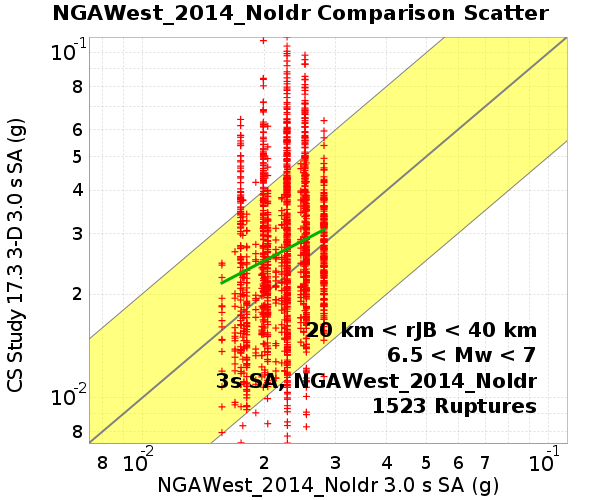 NGAWest_2014_NoIdr Comparison Scatter
CS Study 17.3 3-D 3.0 s SA (g)
10-1
8
6
5
4
3
2
10-2
8
20 km < rJB < 40 km
6.5 < Mw < 7
3s SA, NGAWest_2014_NoIdr
1523 Ruptures
8 10-2 2 3 4 5 6 7 10-1
NGAWest_2014_NoIdr 3.0 s SA (g)